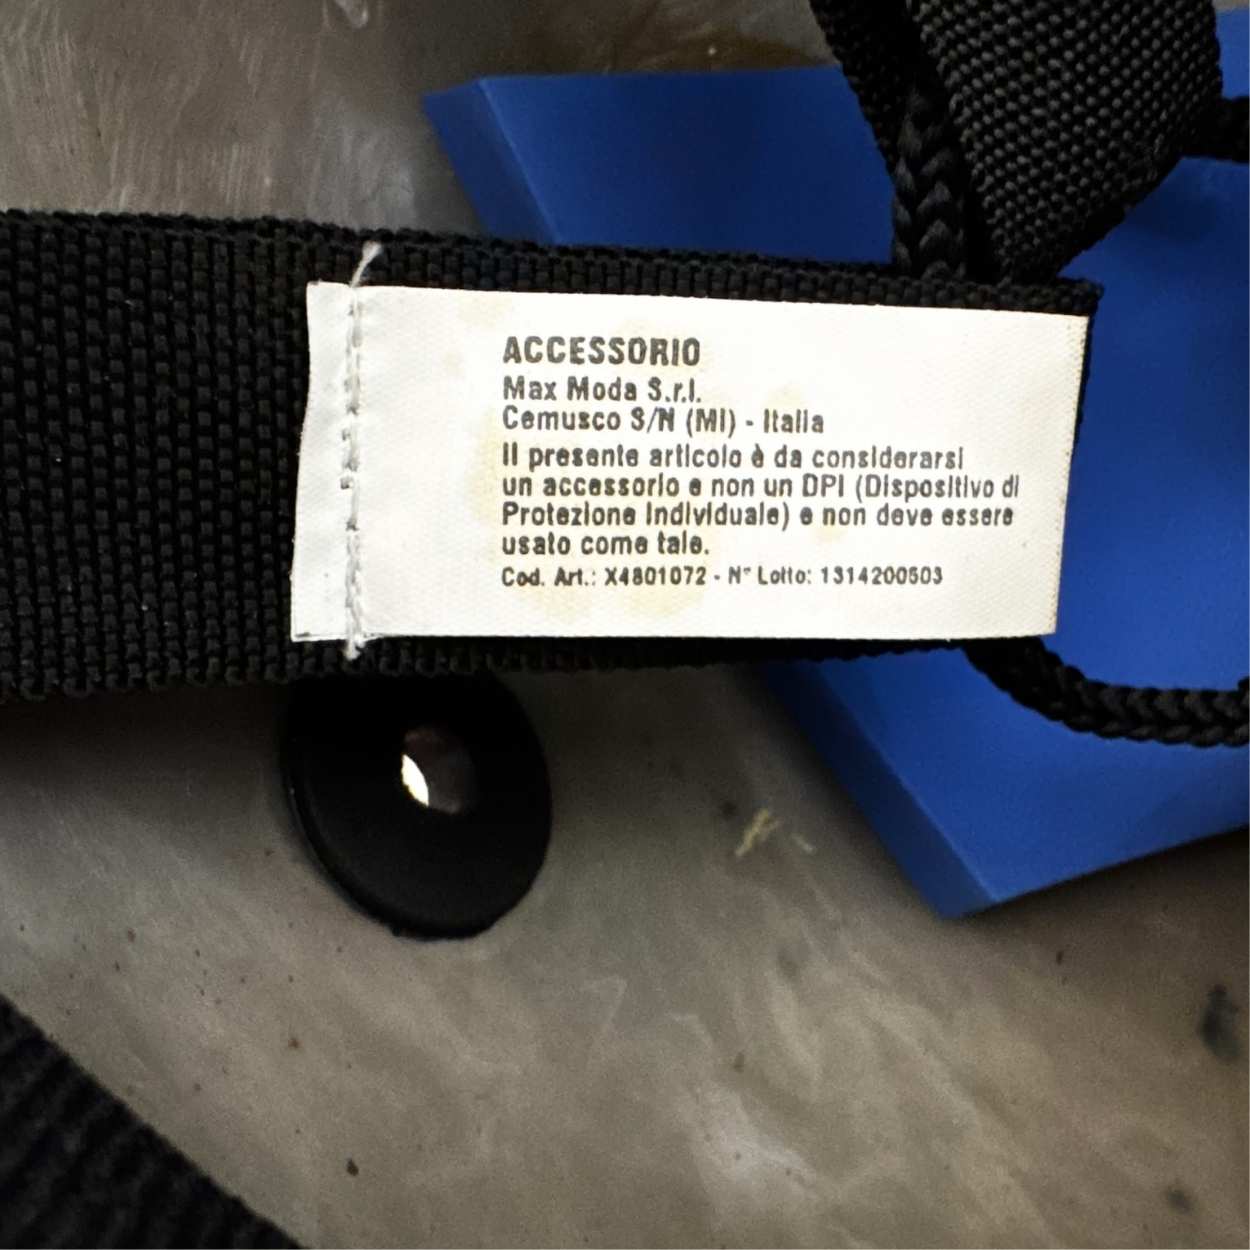 ACCESSORIO
Max Moda S.r.l.
Cemusco S/N (MI) - Italia
Il presente articolo è da considerarsi
un accessorio e non un DPI (Dispositivo di
Protezione Individuale) e non deve essere
usato come tale.
Cod. Art.: X4801072 - N° Lotto: 1314200503